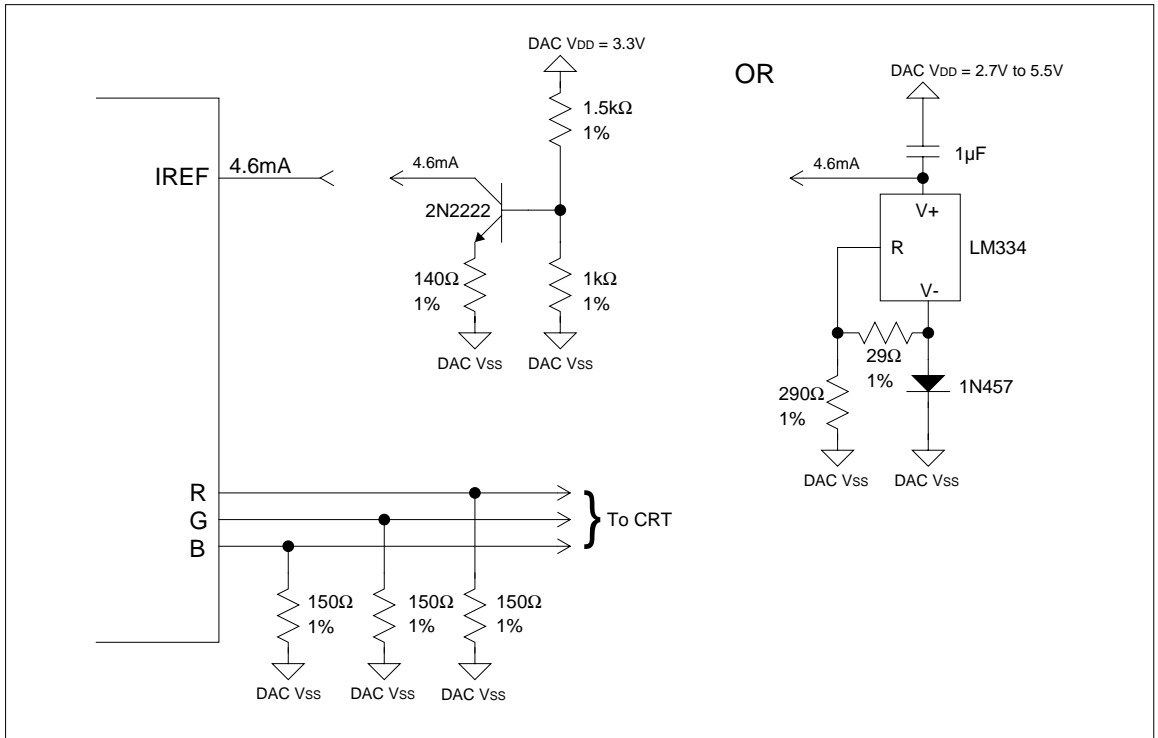 DAC VDD = 3.3V
OR
DAC VDD = 2.7V to 5.5V
1.5kΩ
1%
1µF
IREF
4.6mA
4.6mA
4.6mA
2N2222
V+
R
LM334
V-
140Ω
1%
1kΩ
1%
DAC VSS
DAC VSS
29Ω
1%
290Ω
1%
1N457
DAC VSS
DAC VSS
R
G
B
} To CRT
150Ω
1%
150Ω
1%
150Ω
1%
DAC VSS
DAC VSS
DAC VSS